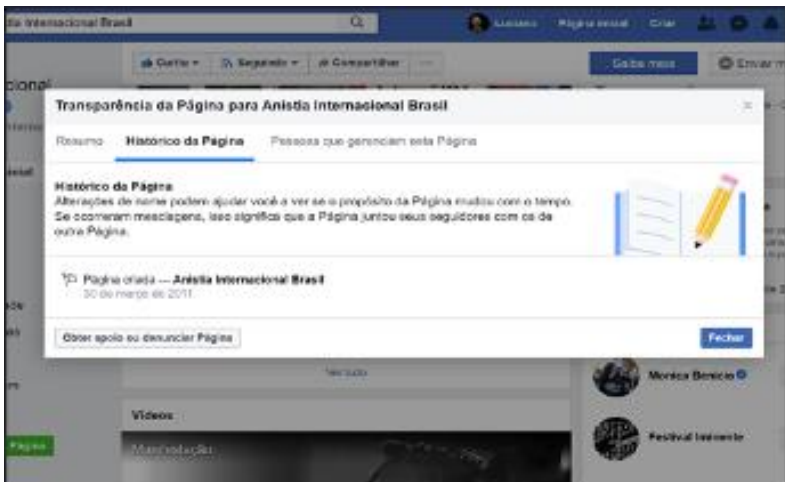 Internacional Brasil
Luciano Página inicial Criar
Curtiu Seguindo Compartilhar
Saiba mais Enviar m
cional
Transparência da Página para Anistia Internacional Brasil
Resumo Histórico da Página Pessoas que gerenciam esta Página
Histórico da Página
Alterações de nome podem ajudar você a ver se o propósito da Página mudou com o tempo.
Se ocorreram mesclagens, isso significa que a Página juntou seus seguidores com os de
outra Página.
Página criada — Anistia Internacional Brasil
30 de março de 2011
Obter apoio ou denunciar Página Fechar
Ver tudo
Monica Benicio
Vídeos
Festival Iminente
Página